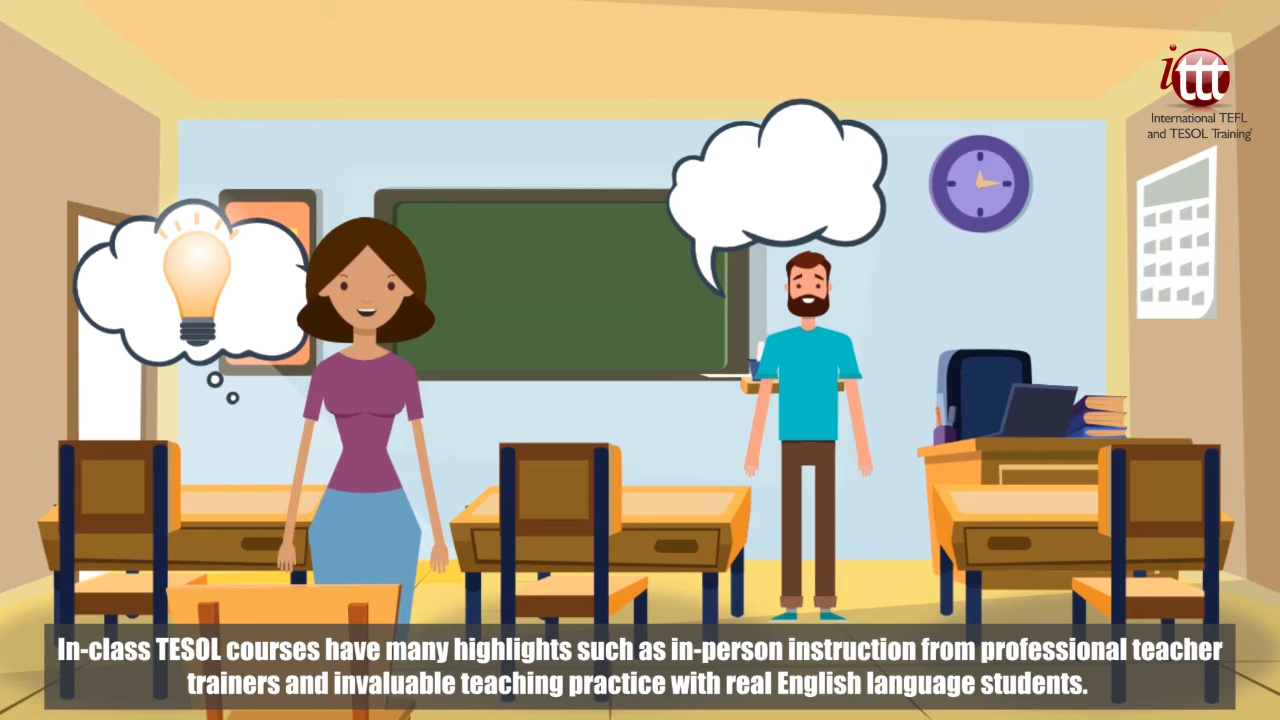 ittt
International TEFL
and TESOL Training
In-class TESOL courses have many highlights such as in-person instruction from professional teacher
trainers and invaluable teaching practice with real English language students.